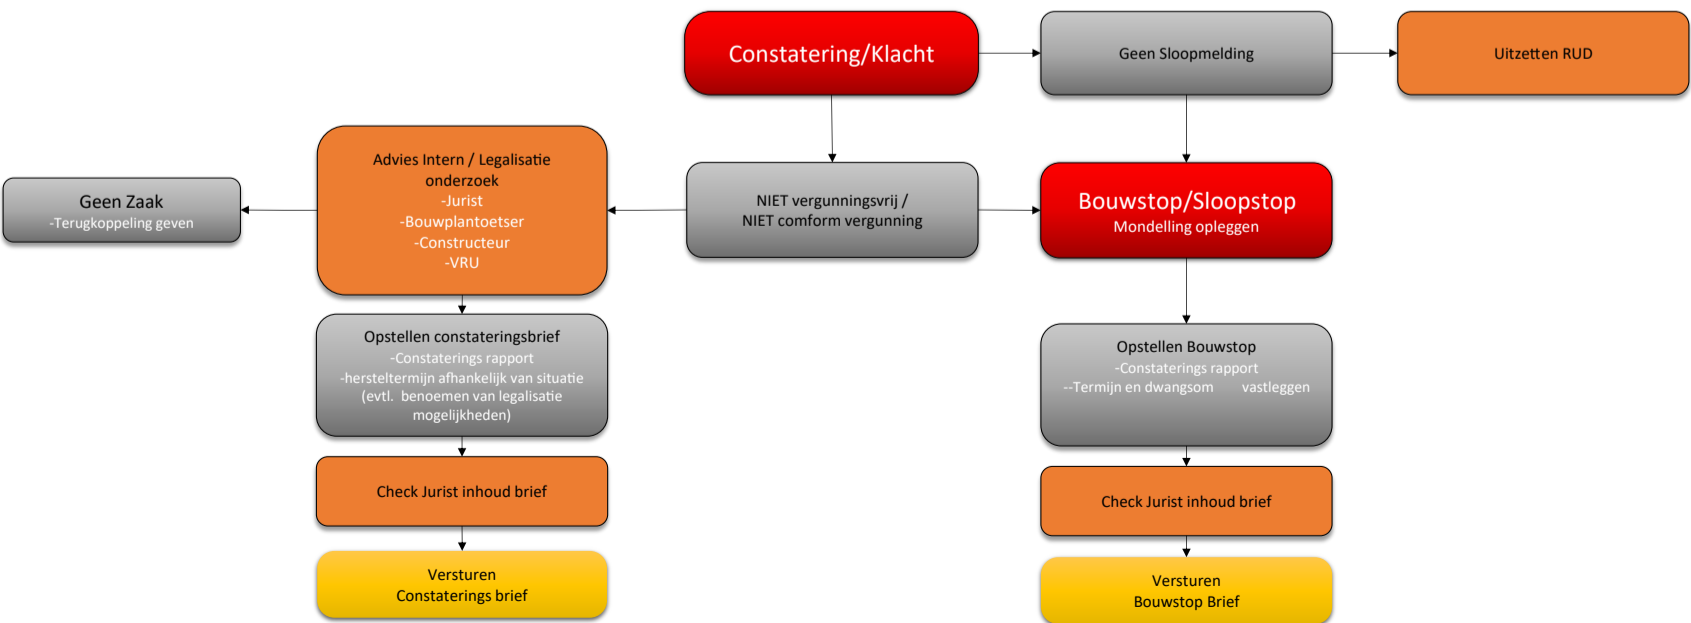 Constatering/Klacht
Geen Sloopmelding
Uitzetten RUD
Advies Intern / Legalisatie
onderzoek
-Jurist
-Bouwplantoetser
-Constructeur
-VRU
Geen Zaak
-Terugkoppeling geven
NIET vergunningsvrij /
NIET comform vergunning
Bouwstop/Sloopstop
Mondelling opleggen
Opstellen constateringsbrief
-Constaterings rapport
-hersteltermijn afhankelijk van situatie
(evtl. benoemen van legalisatie
mogelijkheden)
Opstellen Bouwstop
-Constaterings rapport
--Termijn en dwangsom vastleggen
Check Jurist inhoud brief
Check Jurist inhoud brief
Versturen
Constaterings brief
Versturen
Bouwstop Brief